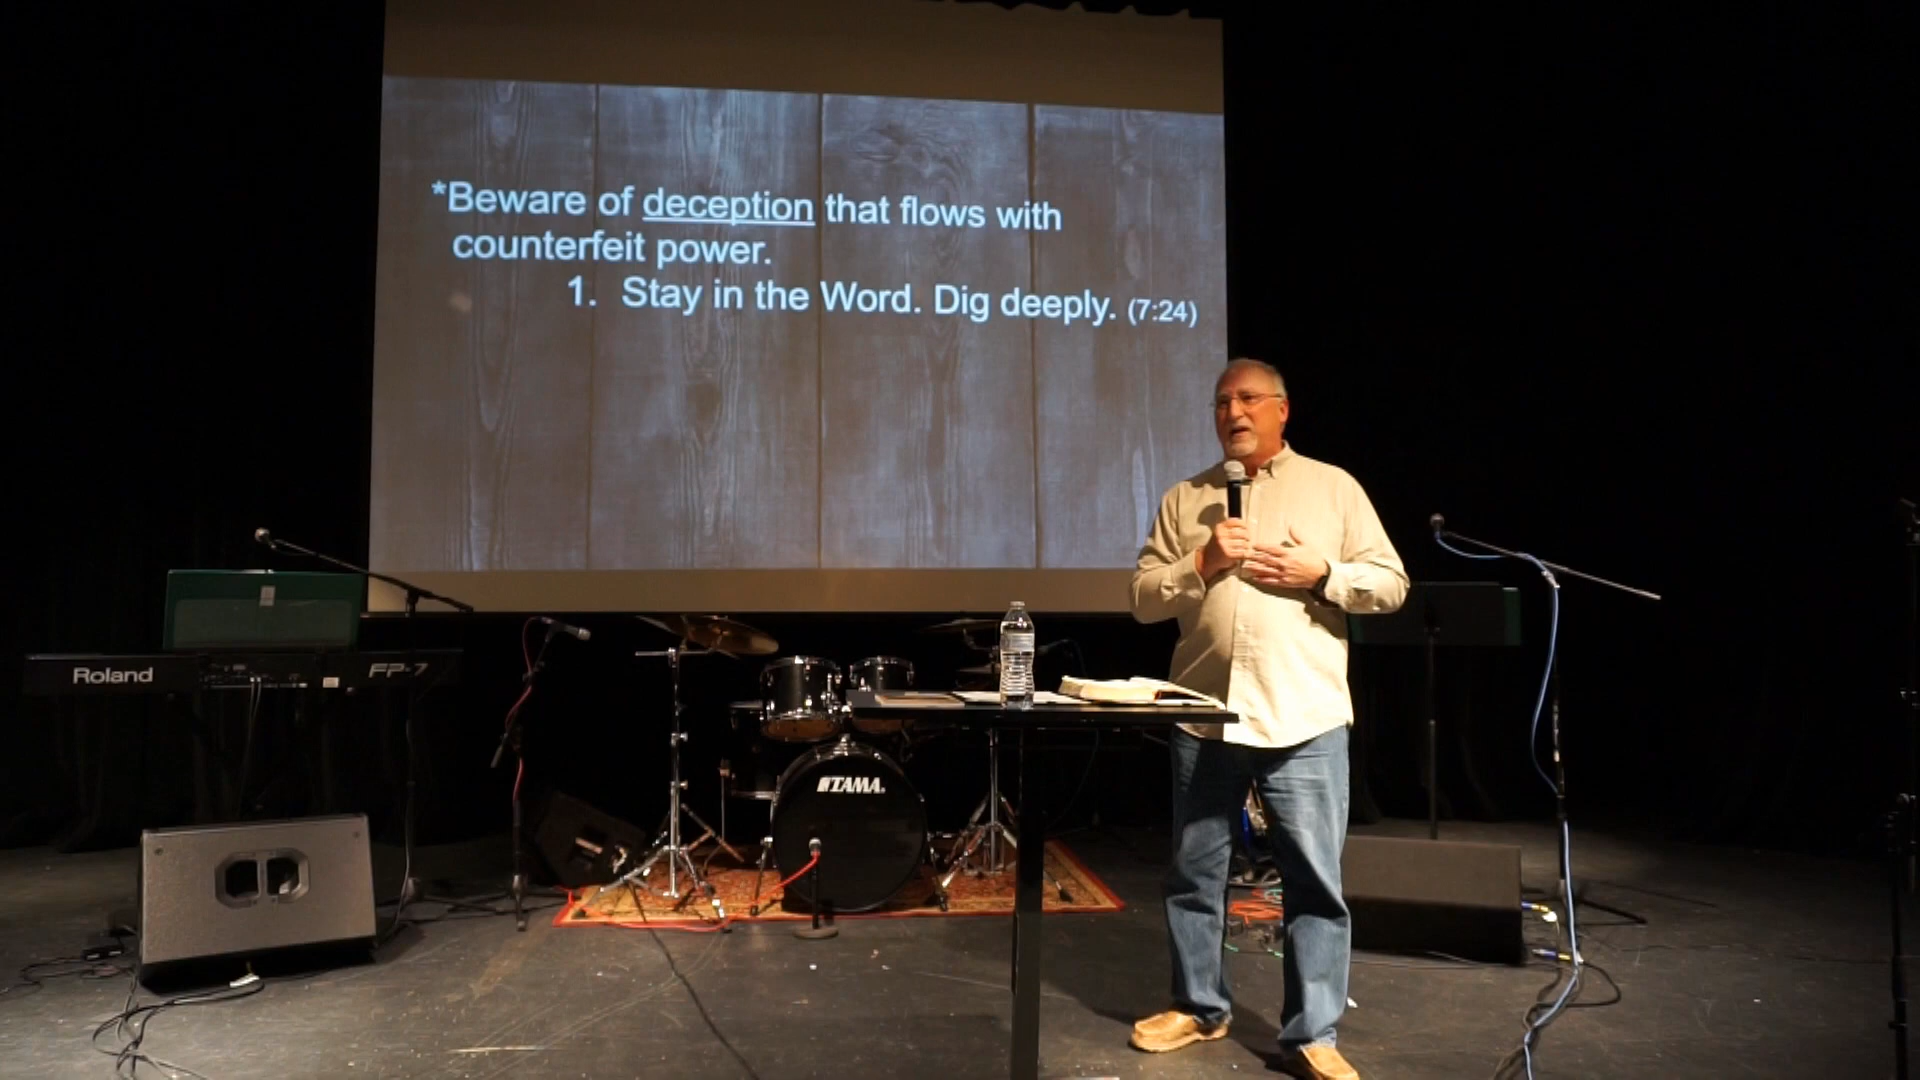 *Beware of deception that flows with
counterfeit power.
1. Stay in the Word. Dig deeply. (7:24)
Roland
FP-7
TAMA